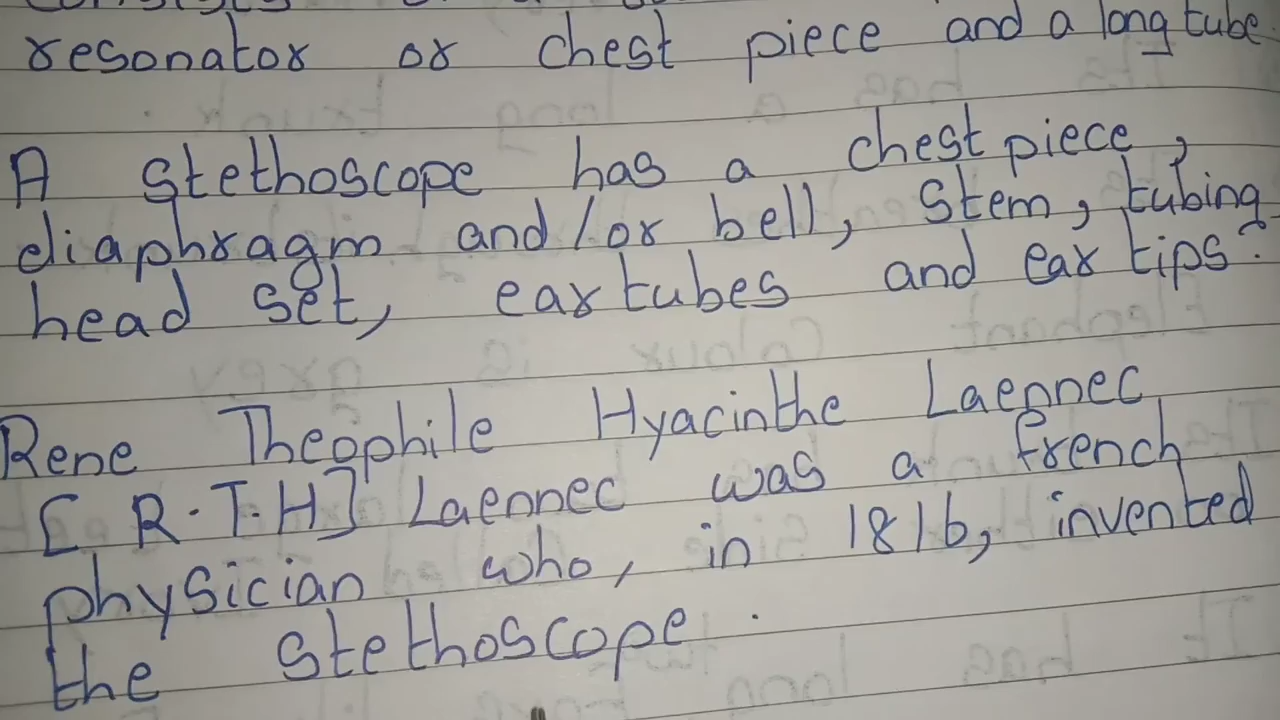 resonator or chest piece and a long tube.
A stethoscope has a chest piece,
diaphragm and/or bell, stem, tubing
head set, ear tubes and ear tips.
Rene Theophile Hyacinthe Laennec
[R.T.H] Laennec was a french
physician who, in 1816, invented
the stethoscope.